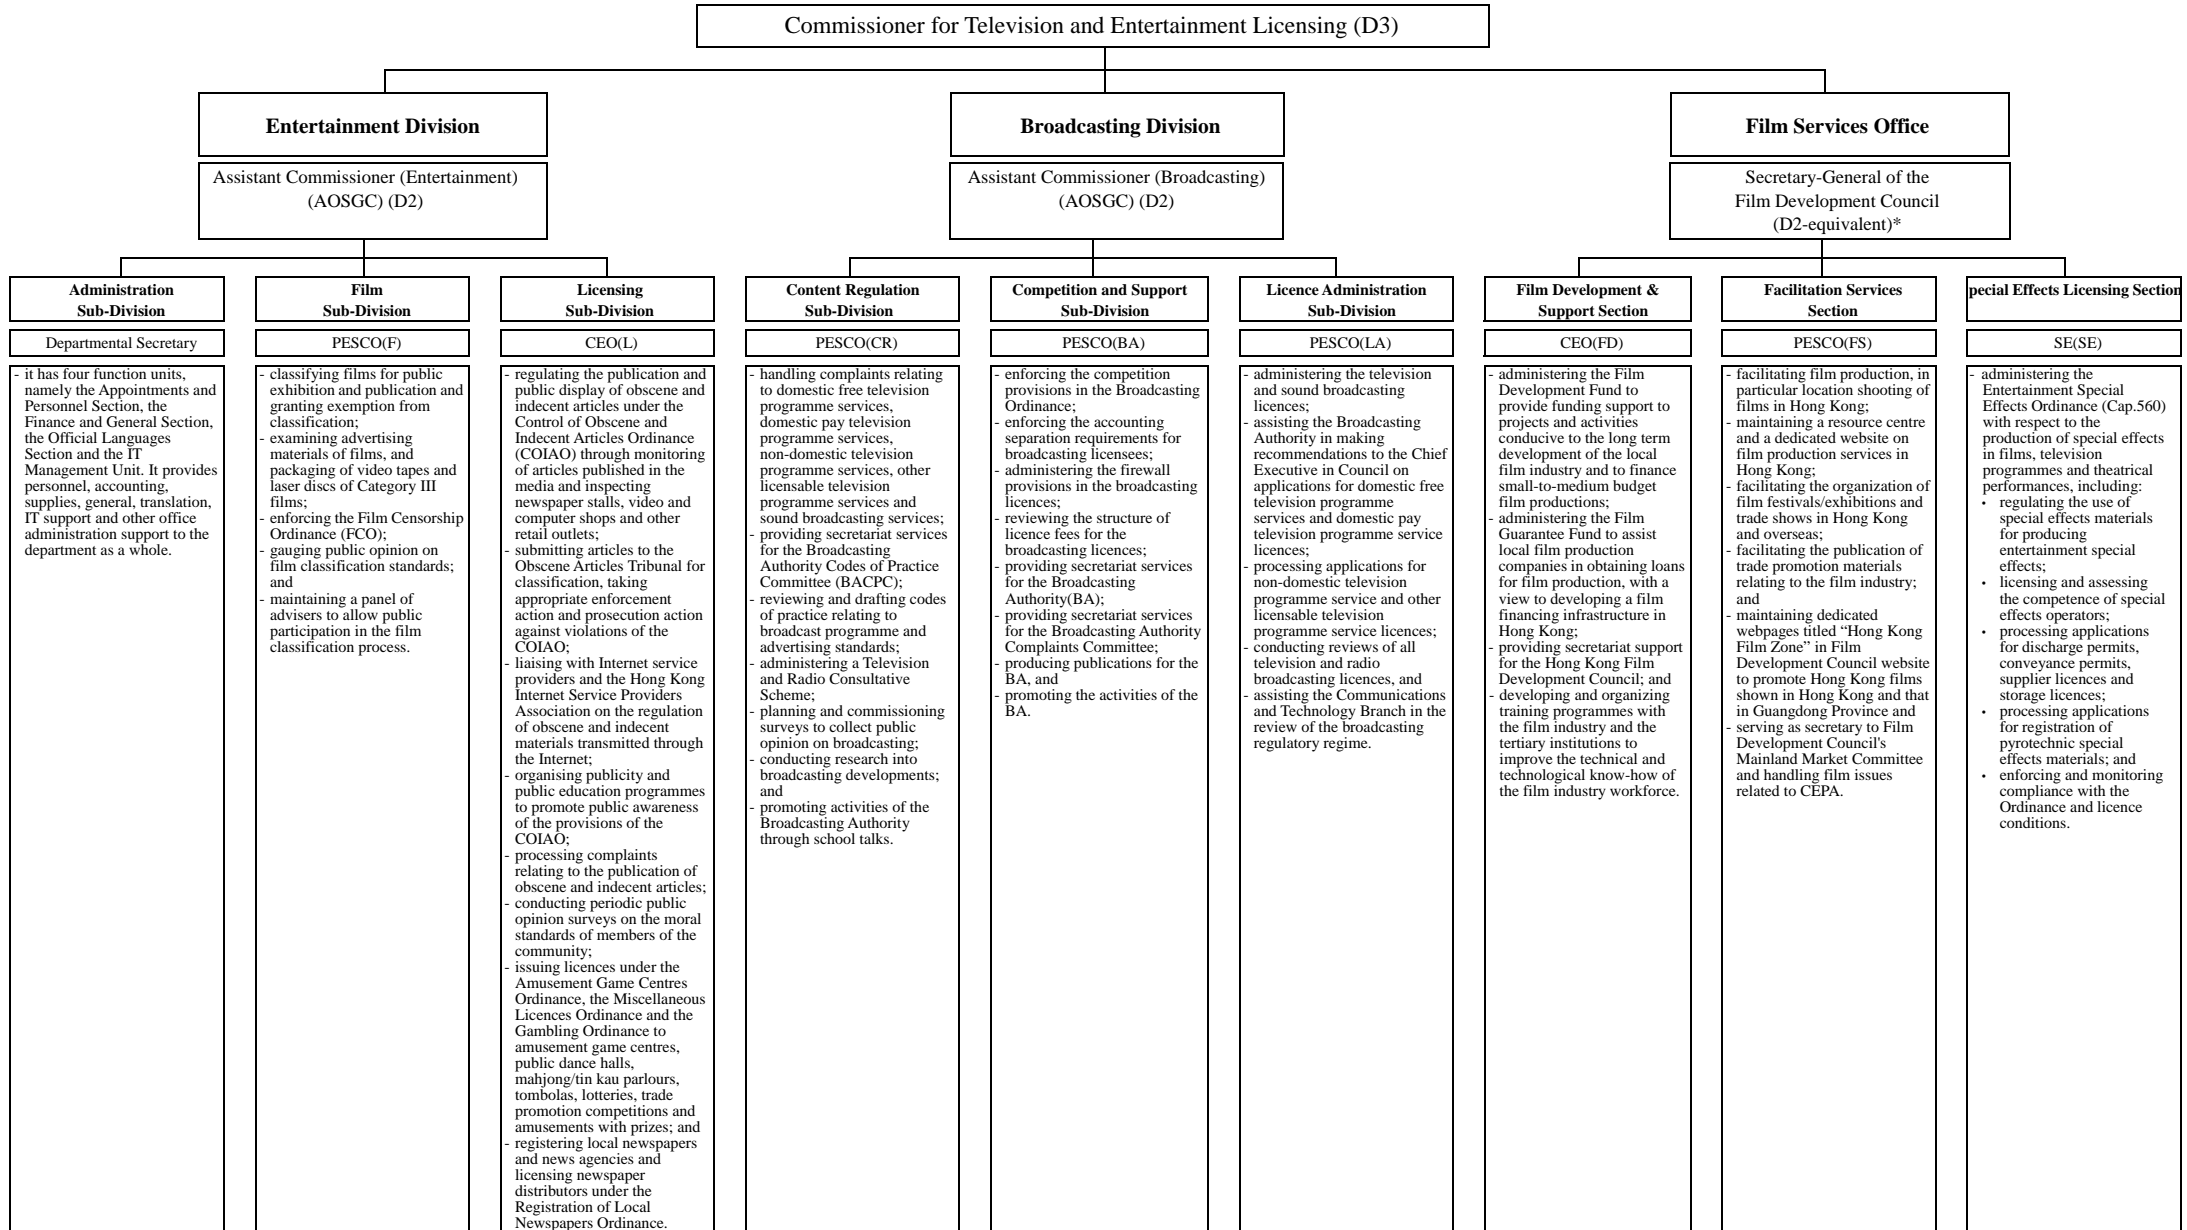 Commissioner for Television and Entertainment Licensing (D3)
Entertainment Division
Assistant Commissioner (Entertainment)
(AOSGC) (D2)
Broadcasting Division
Assistant Commissioner (Broadcasting)
(AOSGC) (D2)
Film Services Office
Secretary-General of the
Film Development Council
(D2-equivalent)*
Administration
Sub-Division
Departmental Secretary
- it has four function units,
namely the Appointments and
Personnel Section, the
Finance and General Section,
the Official Languages
Section and the IT
Management Unit. It provides
personnel, accounting,
supplies, general, translation,
IT support and other office
administration support to the
department as a whole.
Film
Sub-Division
PESCO(F)
- classifying films for public
exhibition and publication and
granting exemption from
classification;
- examining advertising
materials of films, and
packaging of video tapes and
laser discs of Category III
films;
- enforcing the Film Censorship
Ordinance (FCO);
- gauging public opinion on
film classification standards;
and
- maintaining a panel of
advisers to allow public
participation in the film
classification process.
Licensing
Sub-Division
CEO(L)
- regulating the publication and
public display of obscene and
indecent articles under the
Control of Obscene and
Indecent Articles Ordinance
(COIAO) through monitoring
of articles published in the
media and inspecting
newspaper stalls, video and
computer shops and other
retail outlets;
- submitting articles to the
Obscene Articles Tribunal for
classification, taking
appropriate enforcement
action and prosecution action
against violations of the
COIAO;
- liaising with Internet service
providers and the Hong Kong
Internet Service Providers
Association on the regulation
of obscene and indecent
materials transmitted through
the Internet;
- organising publicity and
public education programmes
to promote public awareness
of the provisions of the
COIAO;
- processing complaints
relating to the publication of
obscene and indecent articles;
- conducting periodic public
opinion surveys on the moral
standards of members of the
community;
- issuing licences under the
Amusement Game Centres
Ordinance, the Miscellaneous
Licences Ordinance and the
Gambling Ordinance to
amusement game centres,
public dance halls,
mahjong/tin kau parlours,
tombolas, lotteries, trade
promotion competitions and
amusements with prizes; and
- registering local newspapers
and news agencies and
licensing newspaper
distributors under the
Registration of Local
Newspapers Ordinance.
Content Regulation
Sub-Division
PESCO(CR)
- handling complaints relating
to domestic free television
programme services,
domestic pay television
programme services,
non-domestic television
programme services, other
licensable television
programme services and
sound broadcasting services;
- providing secretariat services
for the Broadcasting
Authority Codes of Practice
Committee (BACPC);
- reviewing and drafting codes
of practice relating to
broadcast programme and
advertising standards;
- administering a Television
and Radio Consultative
Scheme;
- planning and commissioning
surveys to collect public
opinion on broadcasting;
- conducting research into
broadcasting developments;
and
- promoting activities of the
Broadcasting Authority
through school talks.
Competition and Support
Sub-Division
PESCO(BA)
- enforcing the competition
provisions in the Broadcasting
Ordinance;
- enforcing the accounting
separation requirements for
broadcasting licensees;
- administering the firewall
provisions in the broadcasting
licences;
- reviewing the structure of
licence fees for the
broadcasting licences;
- providing secretariat services
for the Broadcasting
Authority(BA);
- providing secretariat services
for the Broadcasting Authority
Complaints Committee;
- producing publications for the
BA, and
- promoting the activities of the
BA.
Licence Administration
Sub-Division
PESCO(LA)
- administering the television
and sound broadcasting
licences;
- assisting the Broadcasting
Authority in making
recommendations to the Chief
Executive in Council on
applications for domestic free
television programme
services and domestic pay
television programme service
licences;
- processing applications for
non-domestic television
programme service and other
licensable television
programme service licences;
- conducting reviews of all
television and radio
broadcasting licences, and
- assisting the Communications
and Technology Branch in the
review of the broadcasting
regulatory regime.
Film Development &
Support Section
CEO(FD)
- administering the Film
Development Fund to
provide funding support to
projects and activities
conducive to the long term
development of the local
film industry and to finance
small-to-medium budget
film productions;
- administering the Film
Guarantee Fund to assist
local film production
companies in obtaining loans
for film production, with a
view to developing a film
financing infrastructure in
Hong Kong;
- providing secretariat support
for the Hong Kong Film
Development Council; and
- developing and organizing
training programmes with
the film industry and the
tertiary institutions to
improve the technical and
technological know-how of
the film industry workforce.
Facilitation Services
Section
PESCO(FS)
- facilitating film production, in
particular location shooting of
films in Hong Kong;
- maintaining a resource centre
and a dedicated website on
film production services in
Hong Kong;
- facilitating the organization of
film festivals/exhibitions and
trade shows in Hong Kong
and overseas;
- facilitating the publication of
trade promotion materials
relating to the film industry;
and
- maintaining dedicated
webpages titled “Hong Kong
Film Zone” in Film
Development Council website
to promote Hong Kong films
shown in Hong Kong and that
in Guangdong Province and
- serving as secretary to Film
Development Council's
Mainland Market Committee
and handling film issues
related to CEPA.
pecial Effects Licensing Section
SE(SE)
- administering the
Entertainment Special
Effects Ordinance (Cap.560)
with respect to the
production of special effects
in films, television
programmes and theatrical
performances, including:
• regulating the use of
special effects materials
for producing
entertainment special
effects;
• licensing and assessing
the competence of special
effects operators;
• processing applications
for discharge permits,
conveyance permits,
supplier licences and
storage licences;
• processing applications
for registration of
pyrotechnic special
effects materials; and
• enforcing and monitoring
compliance with the
Ordinance and licence
conditions.